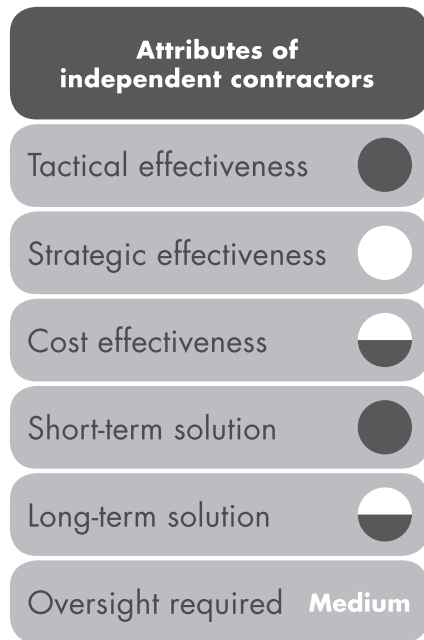 Attributes of
independent contractors
Tactical effectiveness
Strategic effectiveness
Cost effectiveness
Short-term solution
Long-term solution
Oversight required Medium